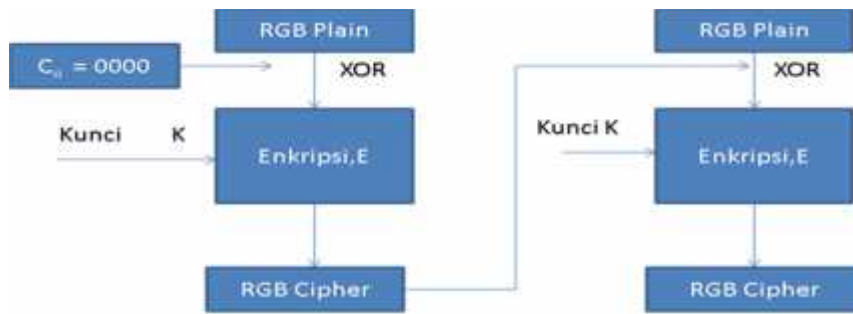 RGB Plain
C₀ = 0000
XOR
Kunci K
Enkripsi,E
RGB Cipher
RGB Plain
XOR
Kunci K
Enkripsi,E
RGB Cipher